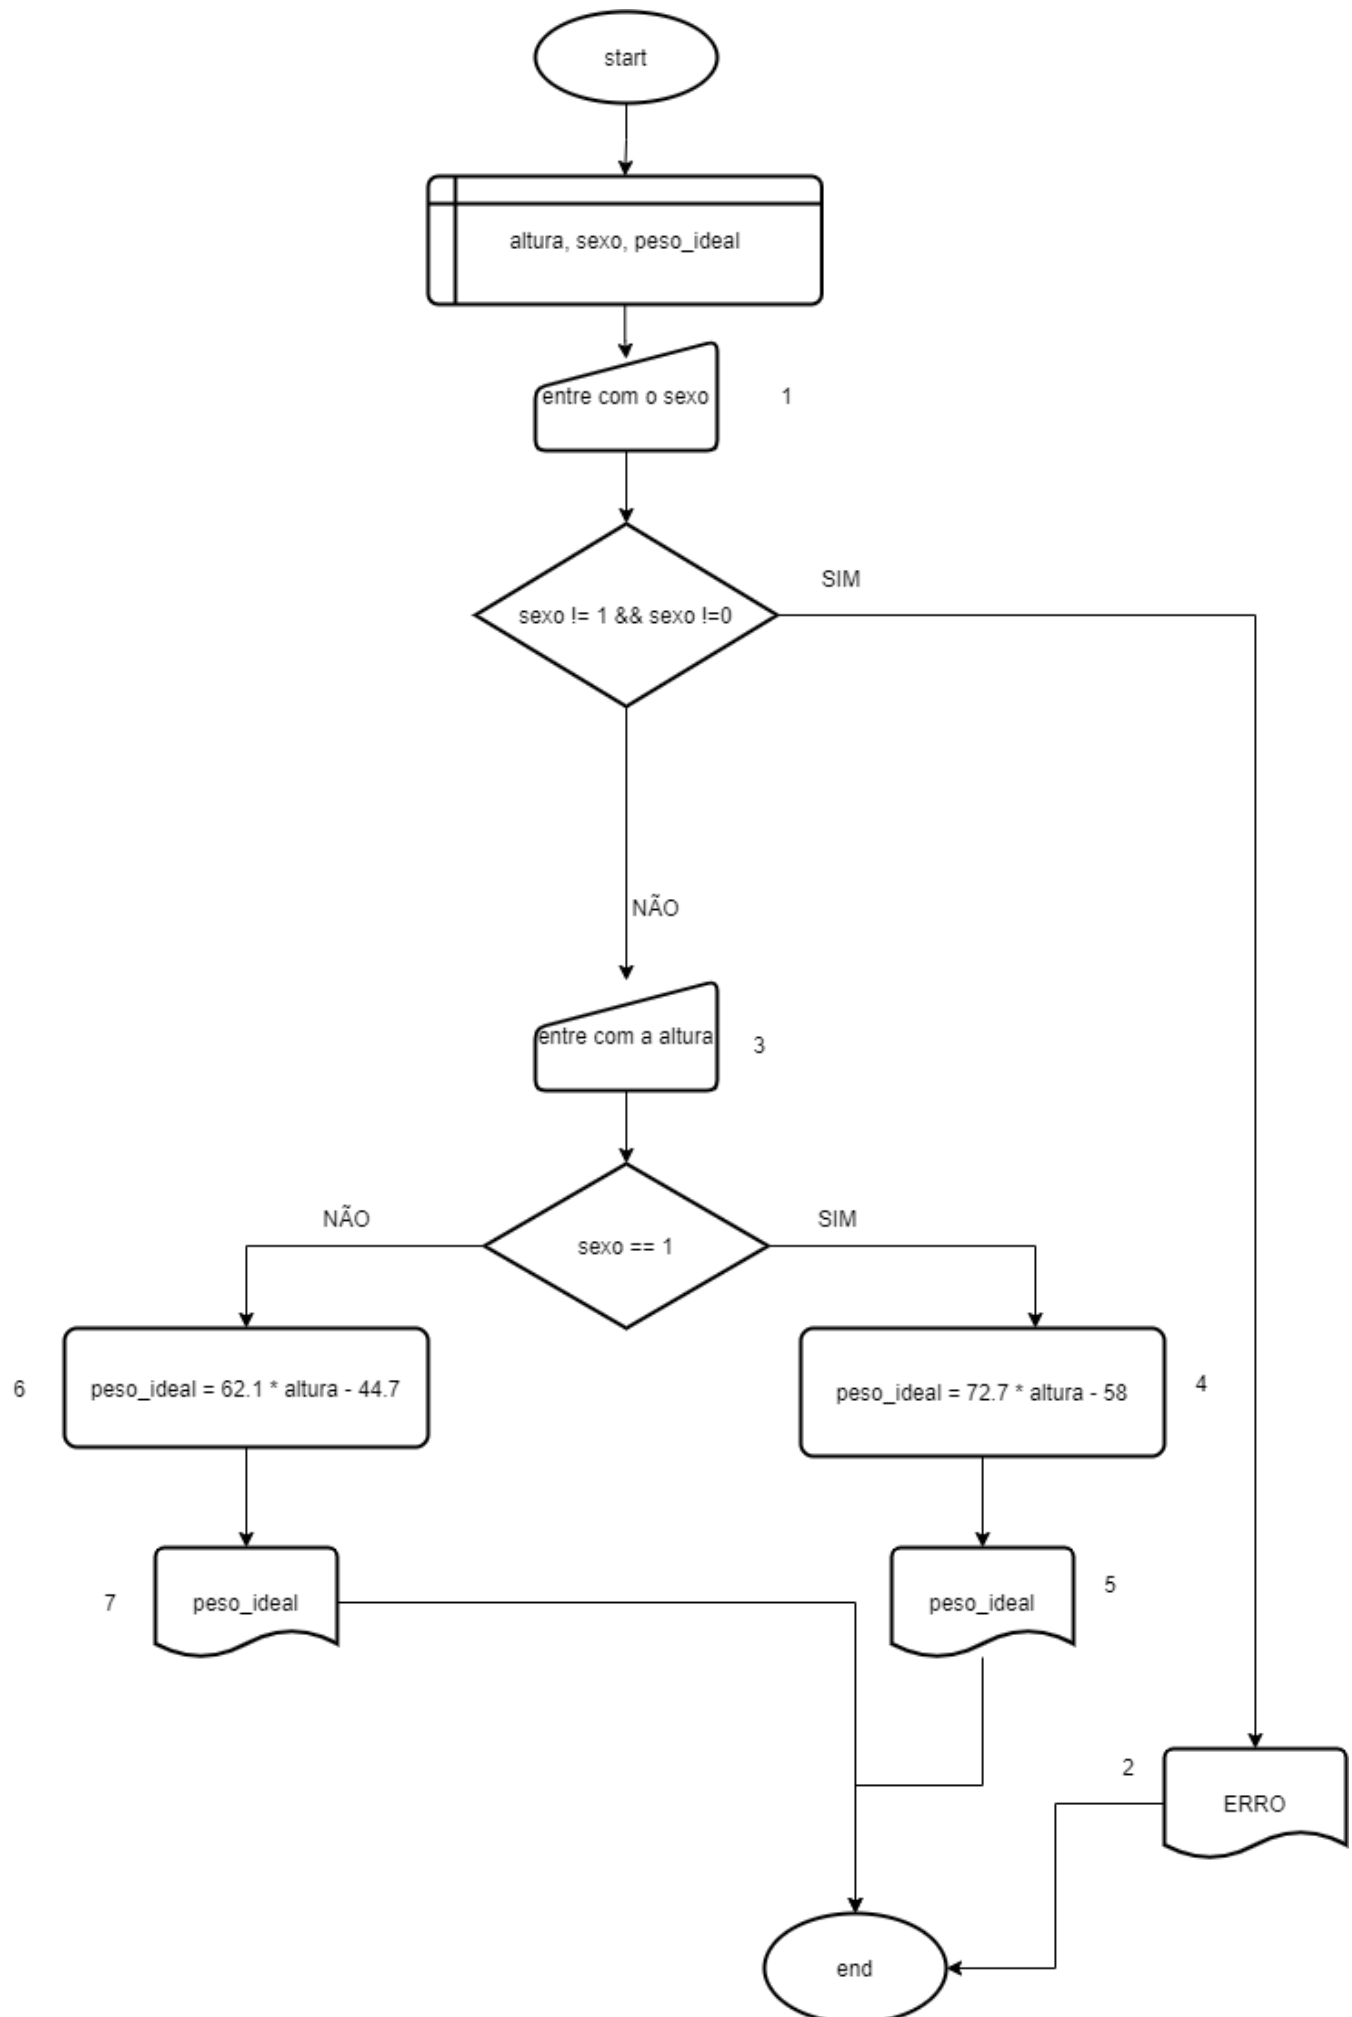 start
altura, sexo, peso_ideal
entre com o sexo
1
SIM
sexo != 1 && sexo !=0
NÃO
entre com a altura
3
NÃO
SIM
sexo == 1
6
peso_ideal = 62.1 * altura - 44.7
peso_ideal = 72.7 * altura - 58
4
7
peso_ideal
peso_ideal
5
2
ERRO
end